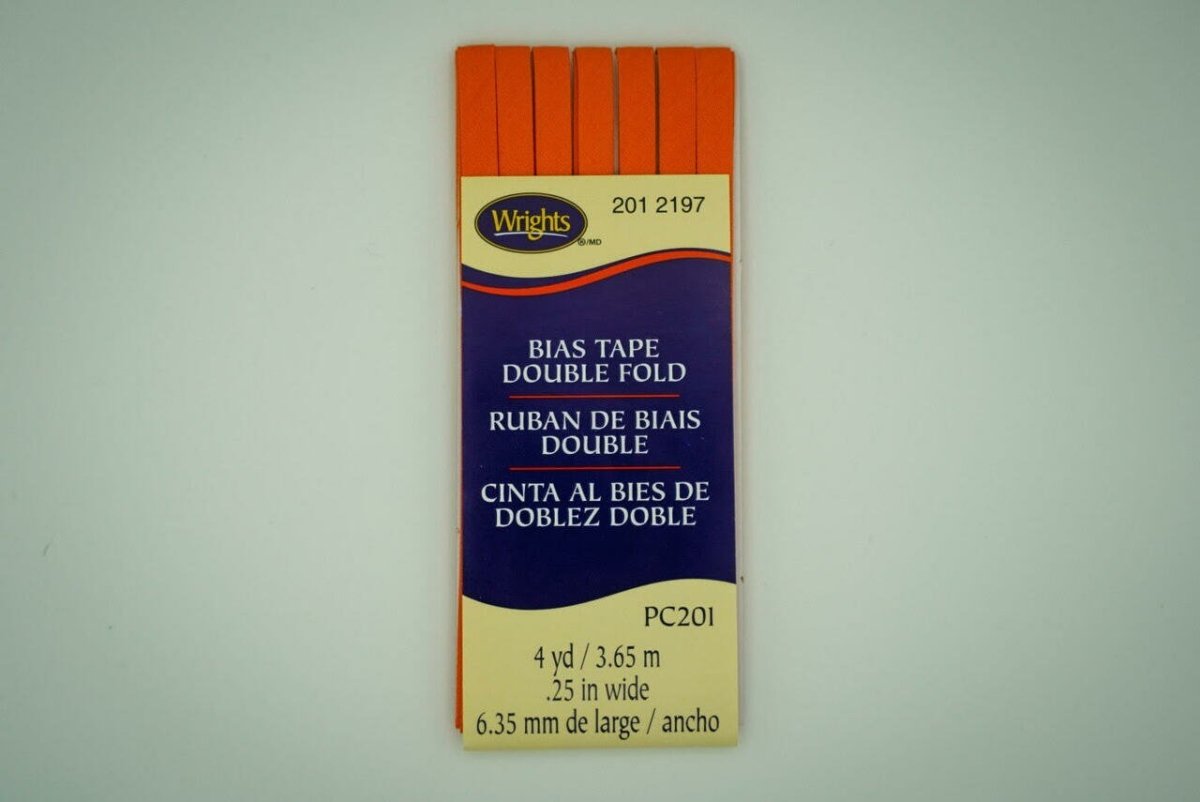 Wrights
®/MD
201 2197
BIAS TAPE
DOUBLE FOLD
RUBAN DE BIAIS
DOUBLE
CINTA AL BIES DE
DOBLEZ DOBLE
PC201
4 yd / 3.65 m
.25 in wide
6.35 mm de large / ancho